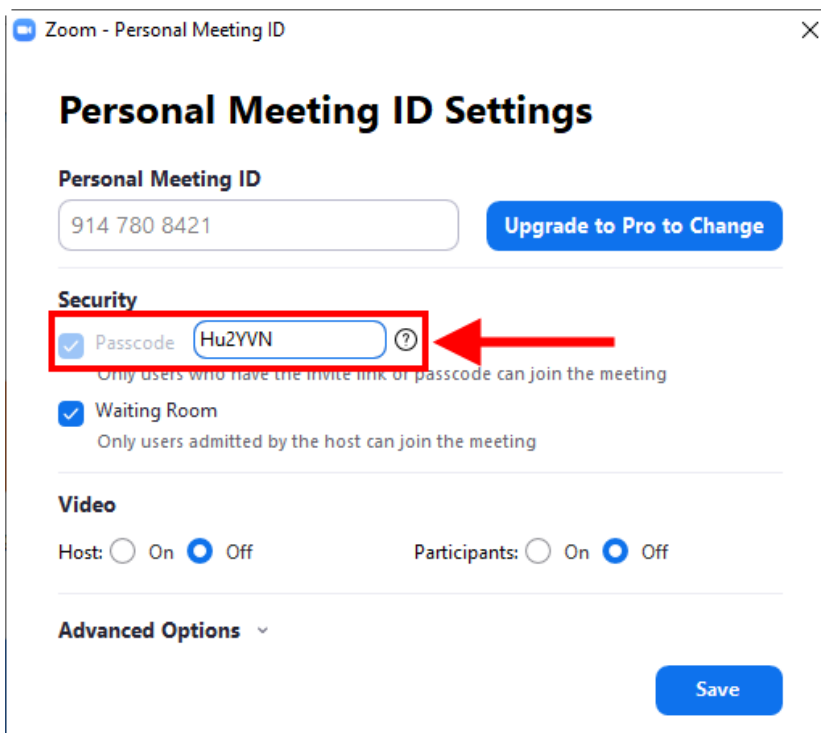 Zoom - Personal Meeting ID
Personal Meeting ID Settings
Personal Meeting ID
914 780 8421
Upgrade to Pro to Change
Security
Passcode Hu2YVN ?
Only users who have the invite link or passcode can join the meeting
Waiting Room
Only users admitted by the host can join the meeting
Video
Host: On Off Participants: On Off
Advanced Options
Save